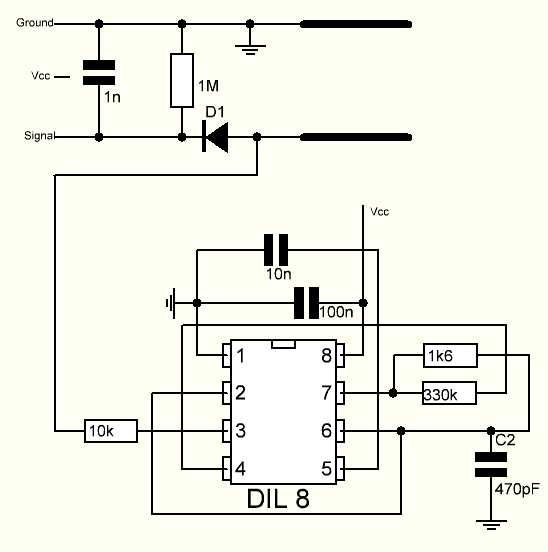 Ground
Vcc
1n
1M
D1
Signal
Vcc
10n
100n
1 8
1k6
2 7
330k
10k
3 6
C2
4 5
470pF
DIL 8